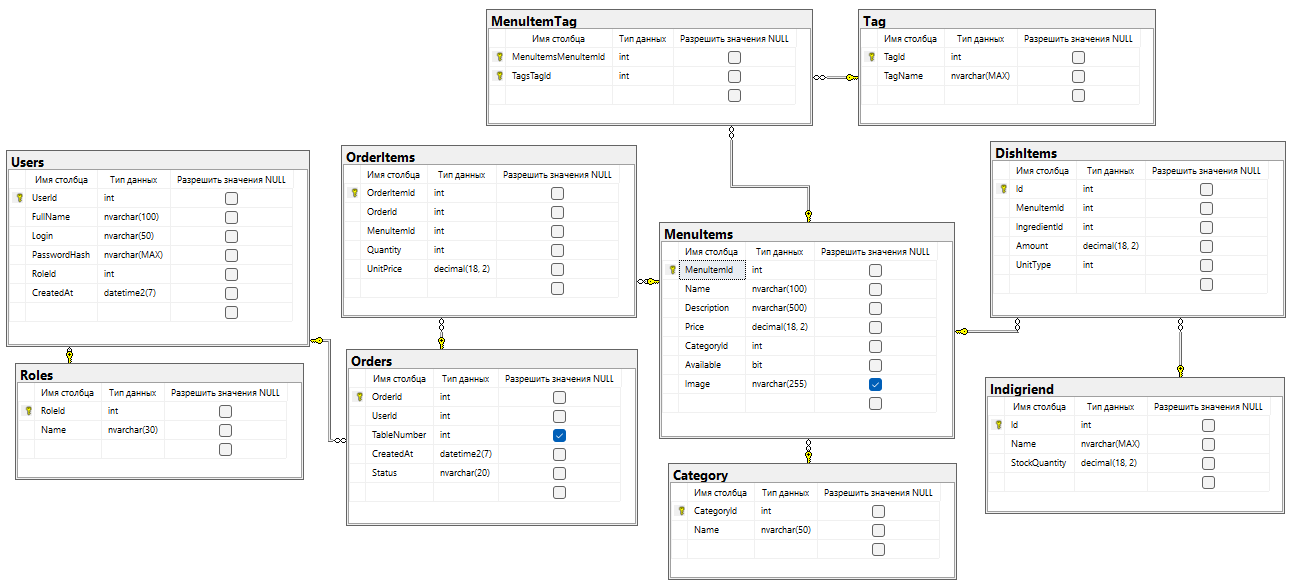 MenuItemTag
Имя столбца Тип данных Разрешить значения NULL
MenuItemsMenuItemId int
TagsTagId int
Tag
Имя столбца Тип данных Разрешить значения NULL
TagId int
TagName nvarchar(MAX)
Users
Имя столбца Тип данных Разрешить значения NULL
UserId int
FullName nvarchar(100)
Login nvarchar(50)
PasswordHash nvarchar(MAX)
RoleId int
CreatedAt datetime2(7)
OrderItems
Имя столбца Тип данных Разрешить значения NULL
OrderItemId int
OrderId int
MenuItemId int
Quantity int
UnitPrice decimal(18, 2)
DishItems
Имя столбца Тип данных Разрешить значения NULL
Id int
MenuItemId int
IngredientId int
Amount decimal(18, 2)
UnitType int
MenuItems
Имя столбца Тип данных Разрешить значения NULL
MenuItemId int
Name nvarchar(100)
Description nvarchar(500)
Price decimal(18, 2)
CategoryId int
Available bit
Image nvarchar(255)
Roles
Имя столбца Тип данных Разрешить значения NULL
RoleId int
Name nvarchar(30)
Orders
Имя столбца Тип данных Разрешить значения NULL
OrderId int
UserId int
TableNumber int
CreatedAt datetime2(7)
Status nvarchar(20)
Indigriend
Имя столбца Тип данных Разрешить значения NULL
Id int
Name nvarchar(MAX)
StockQuantity decimal(18, 2)
Category
Имя столбца Тип данных Разрешить значения NULL
CategoryId int
Name nvarchar(50)